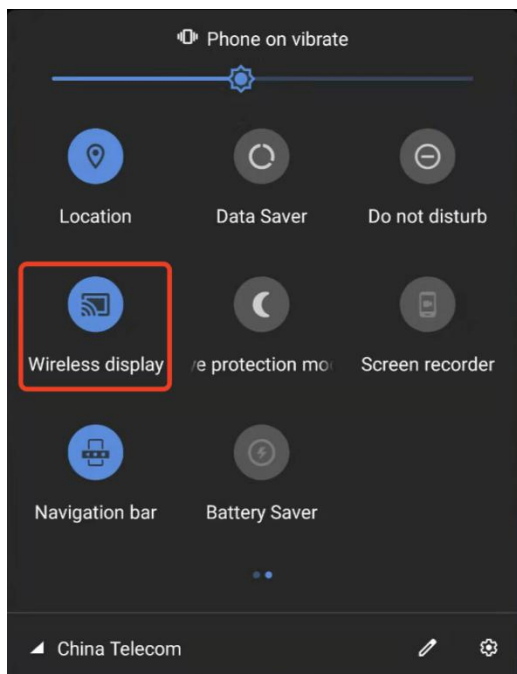 Phone on vibrate
Location Data Saver Do not disturb
Wireless display /e protection mo Screen recorder
Navigation bar Battery Saver
China Telecom